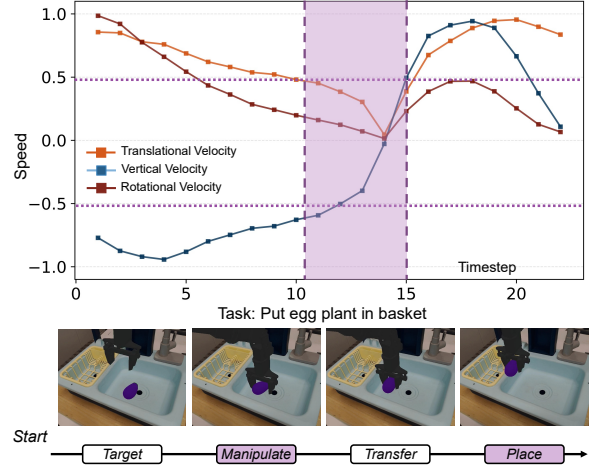 1.0
0.5
0.0
−0.5
−1.0
Speed
Translational Velocity
Vertical Velocity
Rotational Velocity
Timestep
0 5 10 15 20
Task: Put egg plant in basket
Start
Target Manipulate Transfer Place